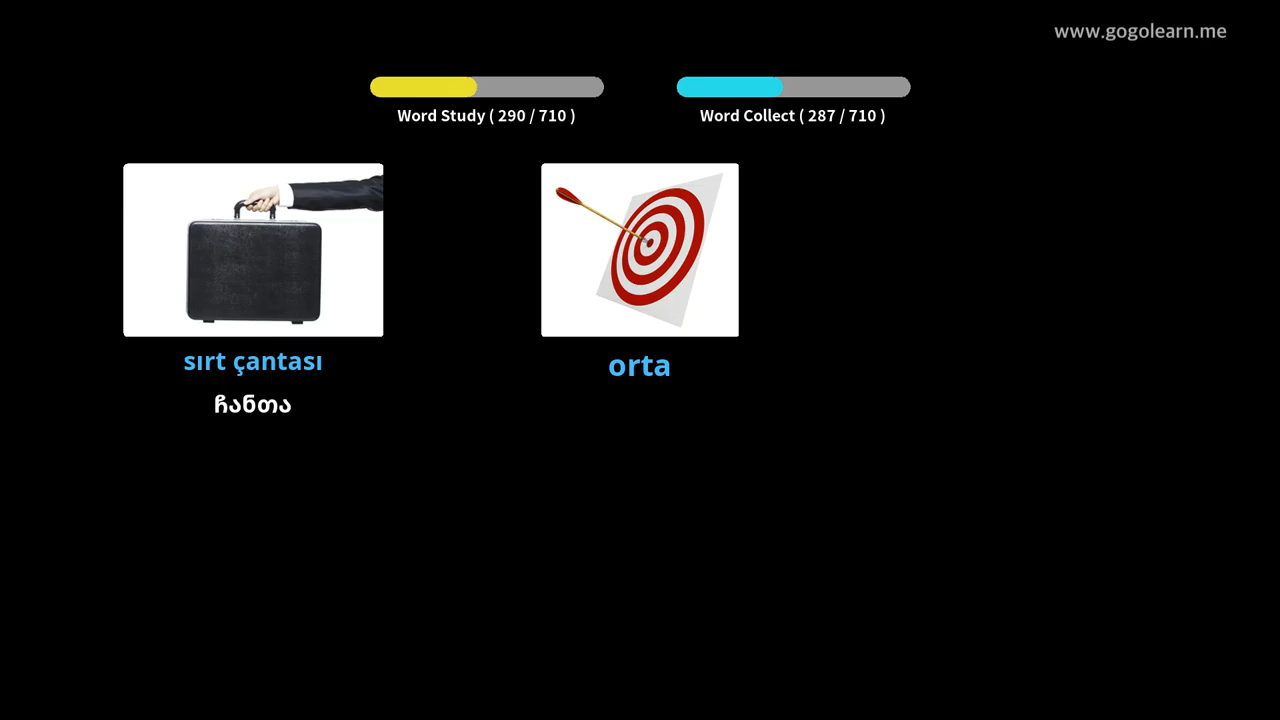 www.gogolearn.me
Word Study ( 290 / 710 )
Word Collect ( 287 / 710 )
sırt çantası
ჩანთა
orta